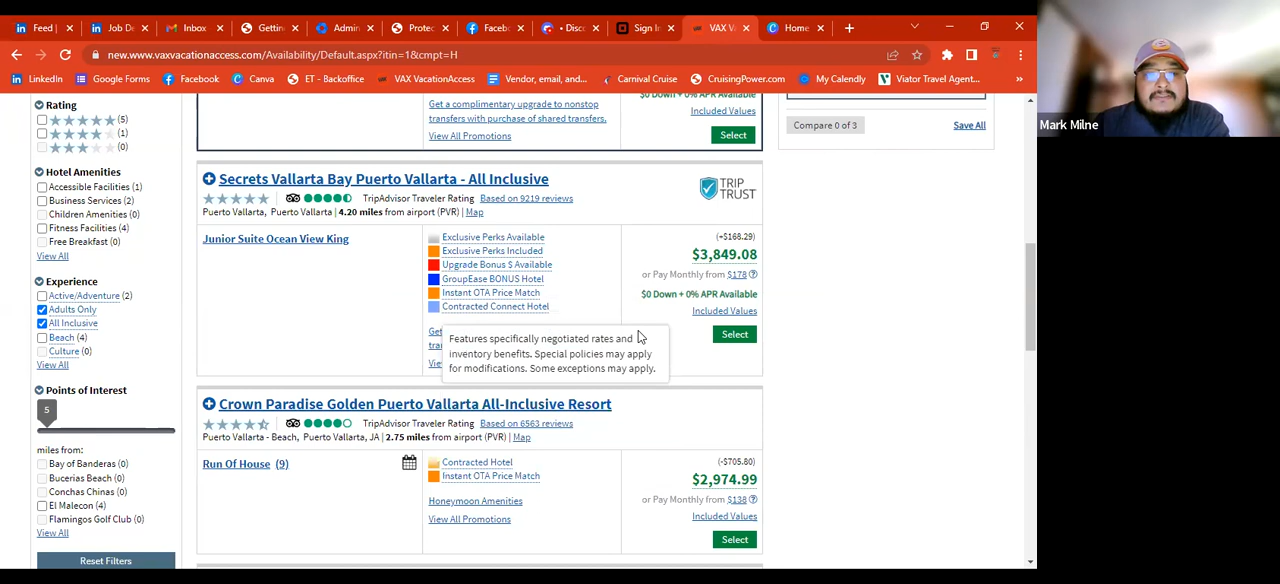 Feed |
Job De
Inbox
Gettin
Admin
Protec
Facebo
Disco
Sign In
VAX Va
Home
new.vaxvacationaccess.com/Availability/Default.aspx?itin=1&cmpt=H
LinkedIn
Google Forms
Facebook
Canva
ET - Backoffice
VAX VacationAccess
Vendor, email, and...
Carnival Cruise
CruisingPower.com
My Calendly
Viator Travel Agent...
»
Mark Milne
Rating
(5)
(1)
(0)
Hotel Amenities
Accessible Facilities (1)
Business Services (2)
Children Amenities (0)
Fitness Facilities (4)
Free Breakfast (0)
View All
Experience
Active/Adventure (2)
Adults Only
All Inclusive
Beach (4)
Culture (0)
View All
Points of Interest
5
miles from:
Bay of Banderas (0)
Bucerias Beach (0)
Conchas Chinas (0)
El Malecon (4)
Flamingos Golf Club (0)
View All
Reset Filters
Get a complimentary upgrade to nonstop
transfers with purchase of shared transfers.
View All Promotions
$0 Down + 0% APR Available
Included Values
Select
Compare 0 of 3
Save All
Secrets Vallarta Bay Puerto Vallarta - All Inclusive
TripAdvisor Traveler Rating Based on 9219 reviews
Puerto Vallarta, Puerto Vallarta | 4.20 miles from airport (PVR) | Map
TRIP
TRUST
Junior Suite Ocean View King
Exclusive Perks Available
Exclusive Perks Included
Upgrade Bonus $ Available
GroupEase BONUS Hotel
Instant OTA Price Match
Contracted Connect Hotel
Get
tra
Vie
Features specifically negotiated rates and
inventory benefits. Special policies may apply
for modifications. Some exceptions may apply.
(+$168.29)
$3,849.08
or Pay Monthly from $178
$0 Down + 0% APR Available
Included Values
Select
Crown Paradise Golden Puerto Vallarta All-Inclusive Resort
TripAdvisor Traveler Rating Based on 6563 reviews
Puerto Vallarta - Beach, Puerto Vallarta, JA | 2.75 miles from airport (PVR) | Map
Run Of House (9)
Contracted Hotel
Instant OTA Price Match
Honeymoon Amenities
View All Promotions
(-$705.80)
$2,974.99
or Pay Monthly from $138
Included Values
Select